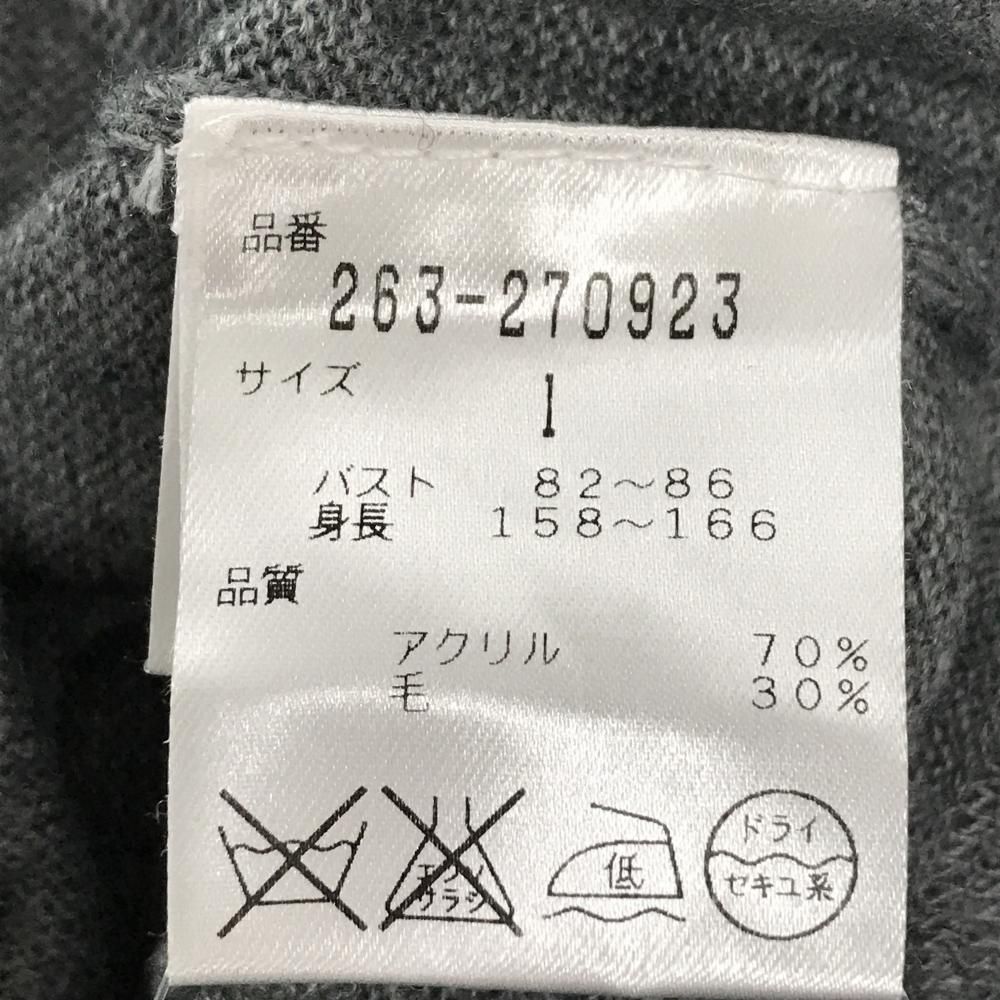 品番
263-270923
サイズ
1
バスト 82～86
身長 158～166
品質
アクリル 70%
毛 30%
エンソ
サラシ
低
ドライ
セキユ系